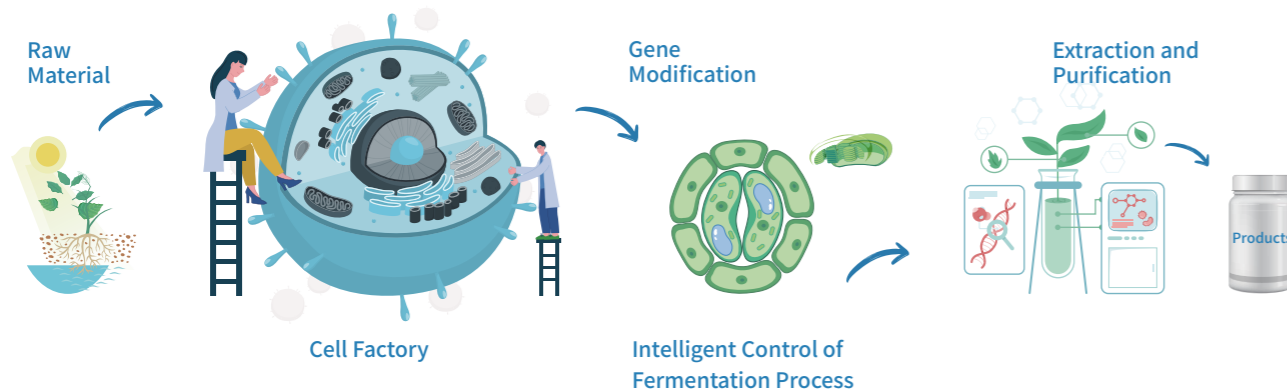 Raw
Material
Cell Factory
Gene
Modification
Intelligent Control of
Fermentation Process
Extraction and
Purification
Products